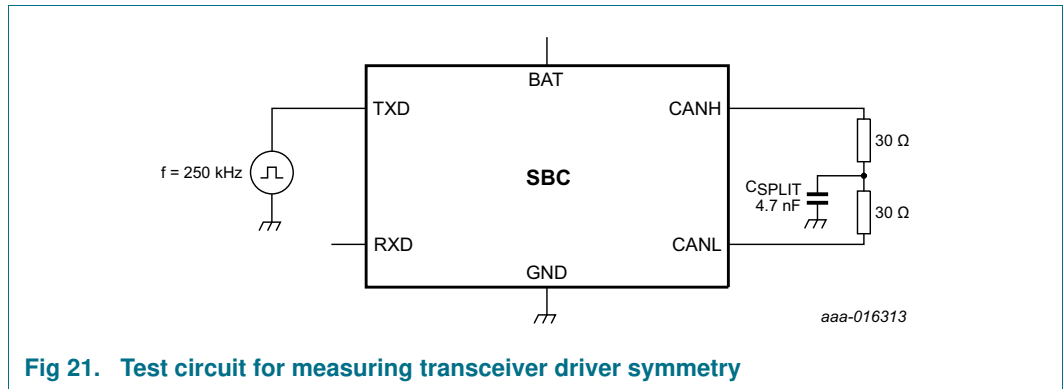 BAT
TXD
CANH
30 Ω
f = 250 kHz
SBC
CSPLIT
4.7 nF
30 Ω
RXD
CANL
GND
aaa-016313
Fig 21. Test circuit for measuring transceiver driver symmetry